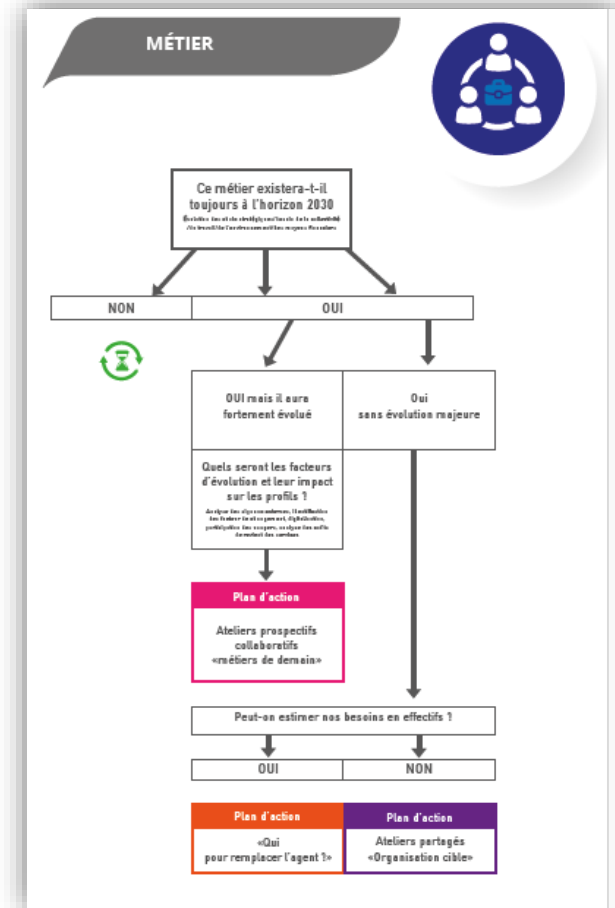 MÉTIER
Ce métier existera-t-il
toujours à l'horizon 2030
NON
OUI
OUI mais il aura
fortement évolué
Oui
sans évolution majeure
Quels seront les facteurs
d'évolution et leur impact
sur les profils ?
Plan d'action
Ateliers prospectifs
collaboratifs
«métiers de demain»
Peut-on estimer nos besoins en effectifs ?
OUI
NON
Plan d'action
«Qui
pour remplacer l'agent ?»
Plan d'action
Ateliers partagés
«Organisation cible»